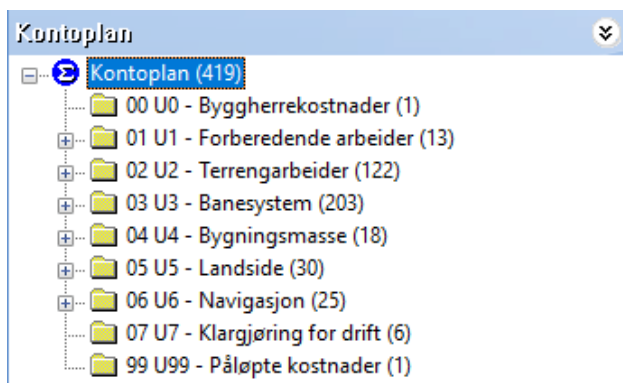 Kontoplan
Kontoplan (419)
00 U0 - Byggherrekostnader (1)
01 U1 - Forberedende arbeider (13)
02 U2 - Terrengarbeider (122)
03 U3 - Banesystem (203)
04 U4 - Bygningsmasse (18)
05 U5 - Landside (30)
06 U6 - Navigasjon (25)
07 U7 - Klargjøring for drift (6)
99 U99 - Påløpte kostnader (1)